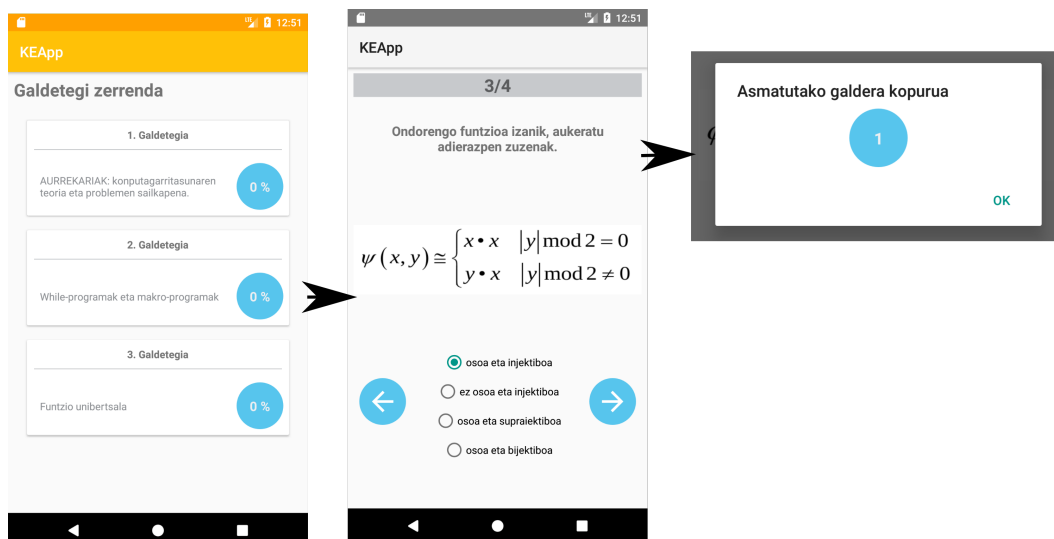 LTE 12:51
KEApp
Galdetegi zerrenda
1. Galdetegia
AURREKARIAK: konputagarritasunaren
teoria eta problemen sailkapena.
0 %
2. Galdetegia
While-programak eta makro-programak
0 %
3. Galdetegia
Funtzio unibertsala
0 %
LTE 12:51
KEApp
3/4
Ondorengo funtzioa izanik, aukeratu
adierazpen zuzenak.
ψ(x, y) ≅ { x • x |y| mod 2 = 0
y • x |y| mod 2 ≠ 0
osoa eta injektiboa
ez osoa eta injektiboa
osoa eta supraiektiboa
osoa eta bijektiboa
Asmatutako galdera kopurua
1
OK